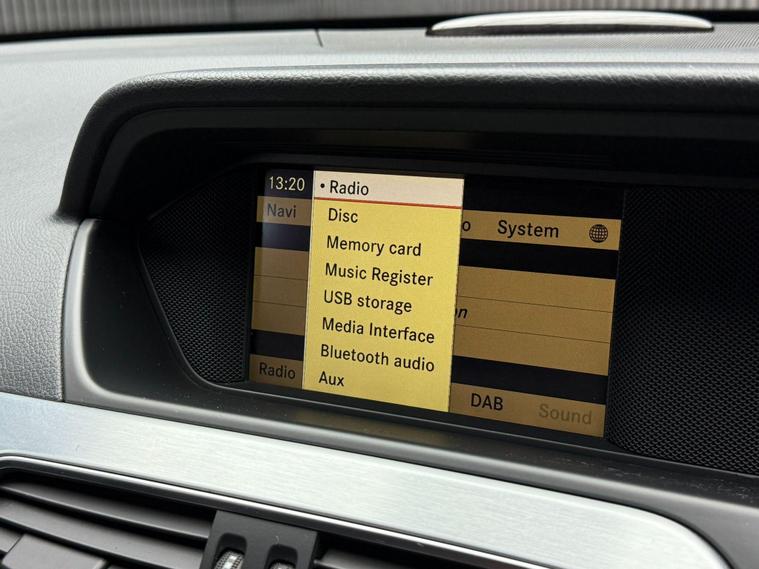 13:20
• Radio
Navi
Disc
o
System
Memory card
Music Register
USB storage
on
Media Interface
Bluetooth audio
Radio
Aux
DAB
Sound